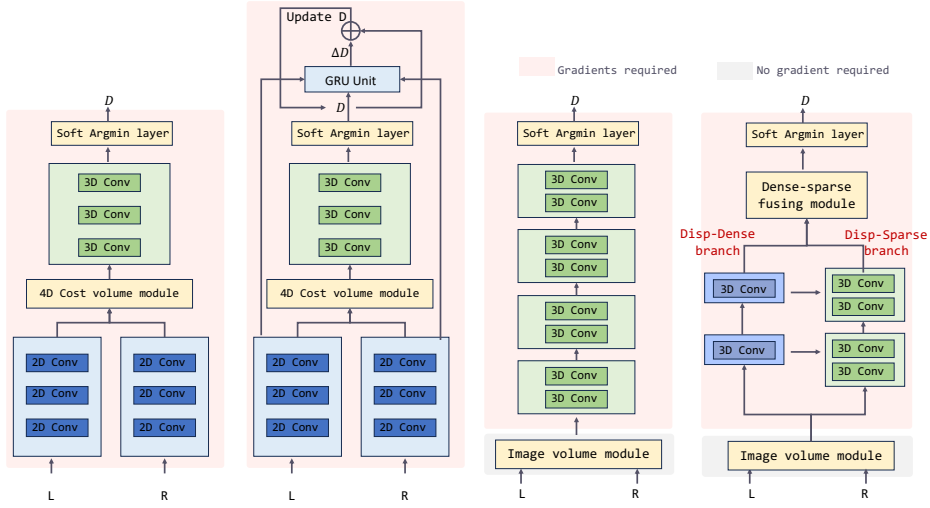 D
Soft Argmin layer
3D Conv
3D Conv
3D Conv
4D Cost volume module
2D Conv
2D Conv
2D Conv
2D Conv
2D Conv
2D Conv
L
R
Update D
ΔD
GRU Unit
D
Soft Argmin layer
3D Conv
3D Conv
3D Conv
4D Cost volume module
2D Conv
2D Conv
2D Conv
2D Conv
2D Conv
2D Conv
L
R
Gradients required
No gradient required
D
Soft Argmin layer
3D Conv
3D Conv
3D Conv
3D Conv
3D Conv
3D Conv
3D Conv
3D Conv
Image volume module
L
R
D
Soft Argmin layer
Dense-sparse
fusing module
Disp-Dense
branch
Disp-Sparse
branch
3D Conv
3D Conv
3D Conv
3D Conv
3D Conv
3D Conv
Image volume module
L
R